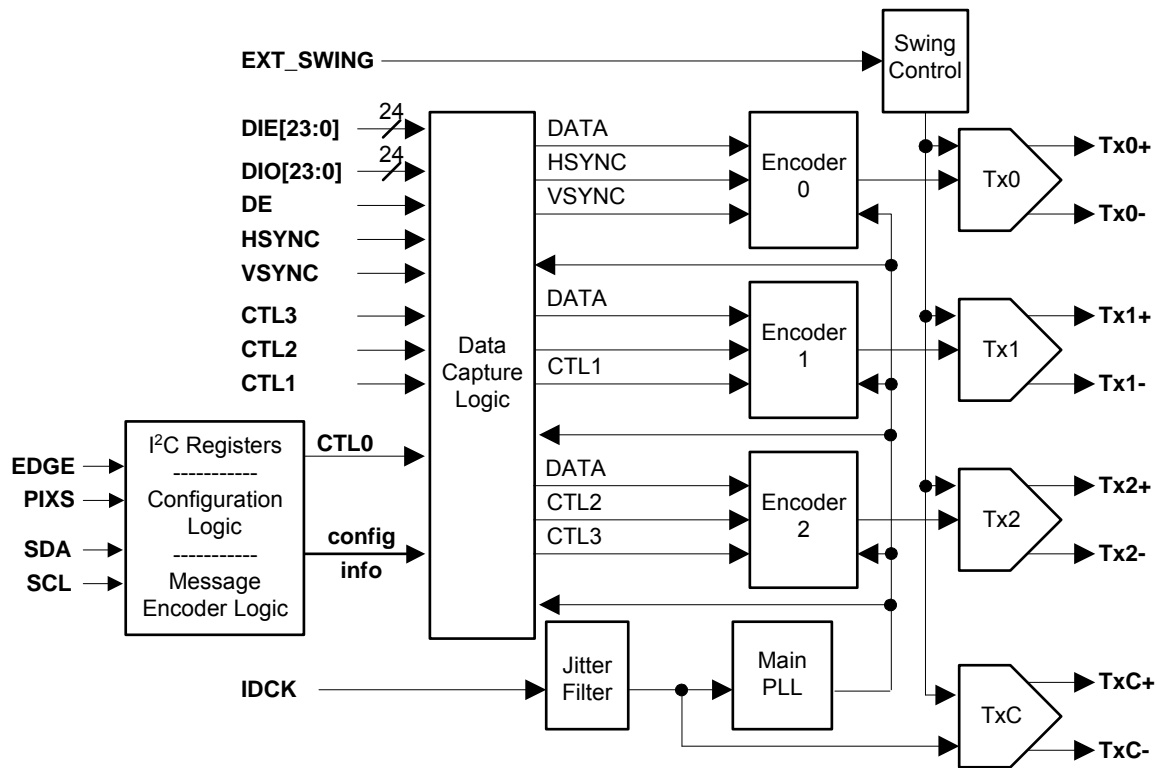 EXT_SWING
Swing
Control
24
DIE[23:0]
24
DIO[23:0]
DE
HSYNC
VSYNC
CTL3
CTL2
CTL1
Data
Capture
Logic
DATA
HSYNC
VSYNC
Encoder
0
Tx0
Tx0+
Tx0-
DATA
CTL1
Encoder
1
Tx1
Tx1+
Tx1-
EDGE
PIXS
SDA
SCL
I²C Registers
-----------
Configuration
Logic
-----------
Message
Encoder Logic
CTL0
config
info
DATA
CTL2
CTL3
Encoder
2
Tx2
Tx2+
Tx2-
IDCK
Jitter
Filter
Main
PLL
TxC
TxC+
TxC-